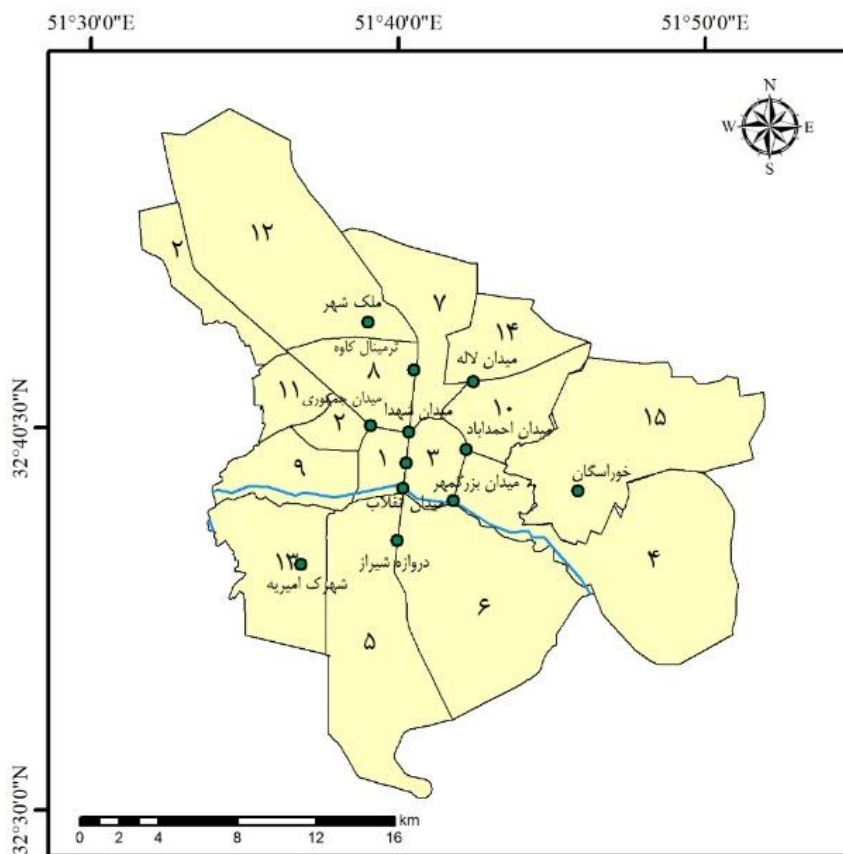 51°30'0"E
51°40'0"E
51°50'0"E
N
W
E
S
۱۲
۲
۷
ملک شهر
۱۴
ترمینال کاوه
میدان لاله
۸
۱۱
میدان جمهوری
میدان شهدا
۱۰
32°40'30"N
۱۵
۲
میدان احمدآباد
۱
۳
۹
خوراسگان
میدان بزرگمهر
میدان انقلاب
۴
دروازه شیراز
۱۳
شهرک امیریه
۶
۵
32°30'0"N
km
0
2
4
8
12
16